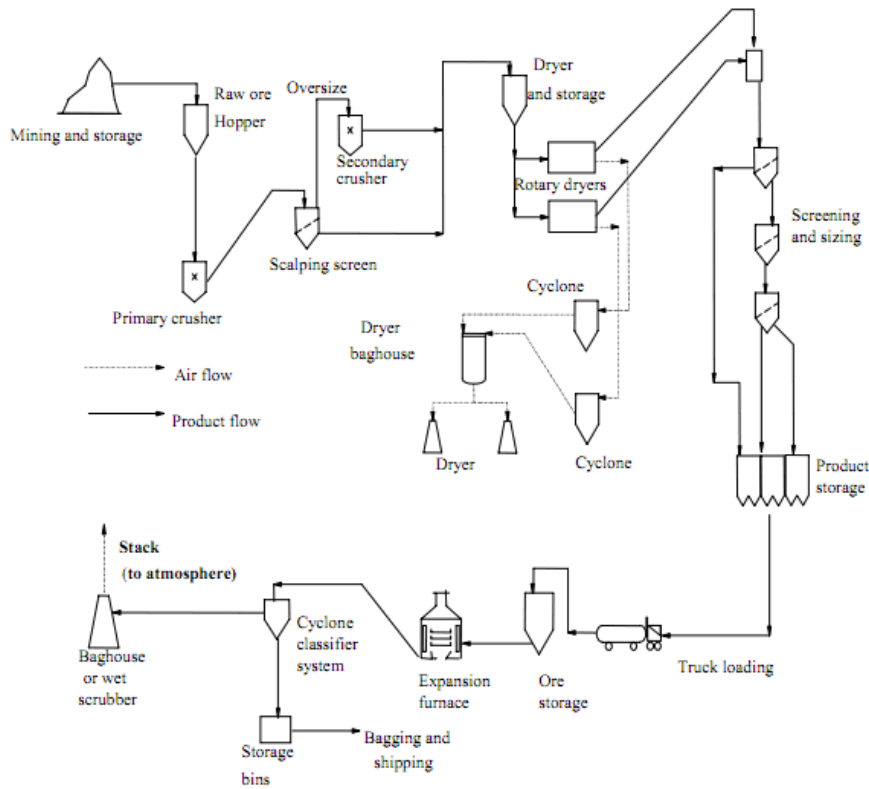 Mining and storage
Raw ore
Hopper
Oversize
x
Secondary
crusher
Dryer
and storage
Rotary dryers
Scalping screen
x
Primary crusher
Screening
and sizing
Cyclone
Dryer
baghouse
Air flow
Product flow
Dryer
Cyclone
Product
storage
Stack
(to atmosphere)
Baghouse
or wet
scrubber
Cyclone
classifier
system
Expansion
furnace
Ore
storage
Truck loading
Storage
bins
Bagging and
shipping